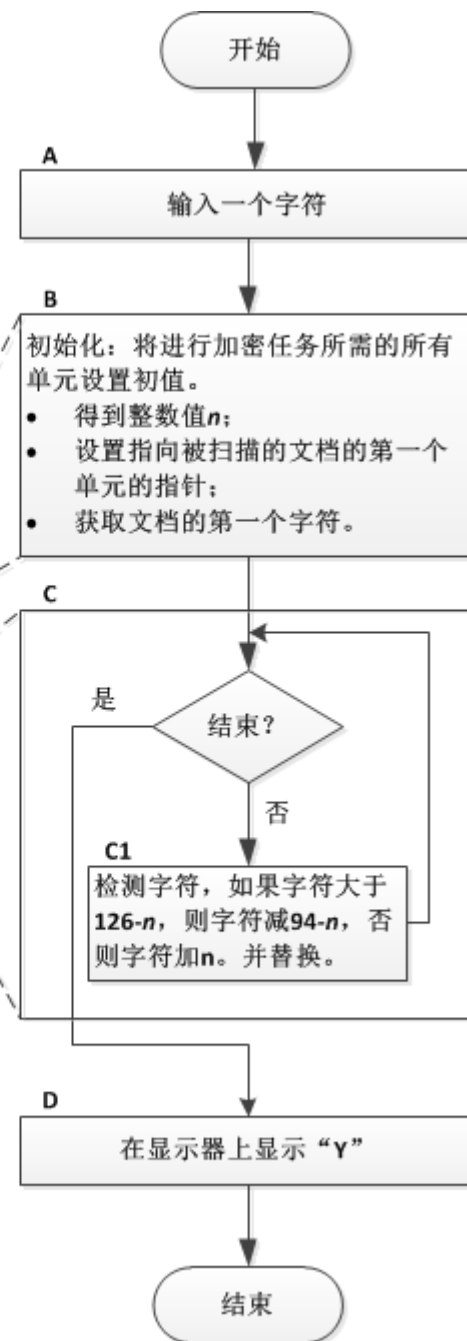 开始
A
输入一个字符
B
初始化：将进行加密任务所需的所有
单元设置初值。
• 得到整数值n；
• 设置指向被扫描的文档的第一个
单元的指针；
• 获取文档的第一个字符。
C
是
结束？
否
C1
检测字符，如果字符大于
126-n，则字符减94-n，否
则字符加n。并替换。
D
在显示器上显示“Y”
结束